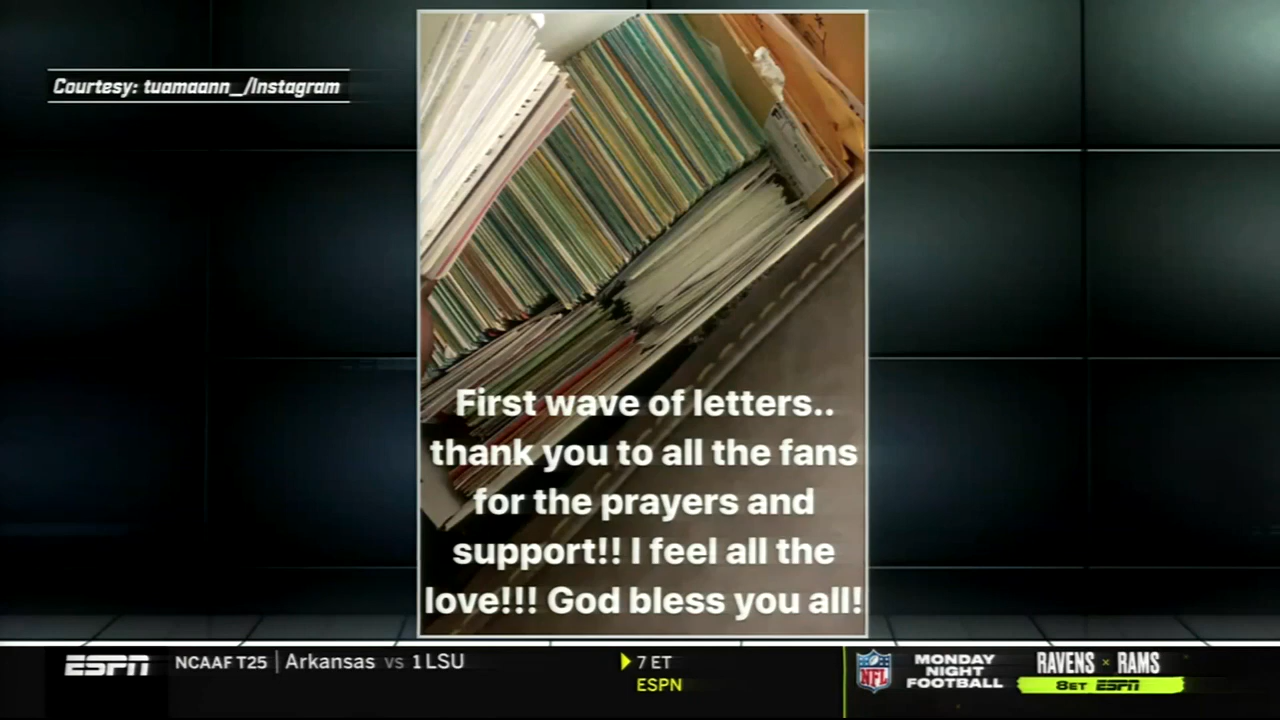 Courtesy: tuamaann_/Instagram
First wave of letters..
thank you to all the fans
for the prayers and
support!! I feel all the
love!!! God bless you all!
ESPN
NCAAF T25 | Arkansas vs 1 LSU
7 ET
ESPN
NFL
MONDAY
NIGHT
FOOTBALL
RAVENS × RAMS
8ET ESPN